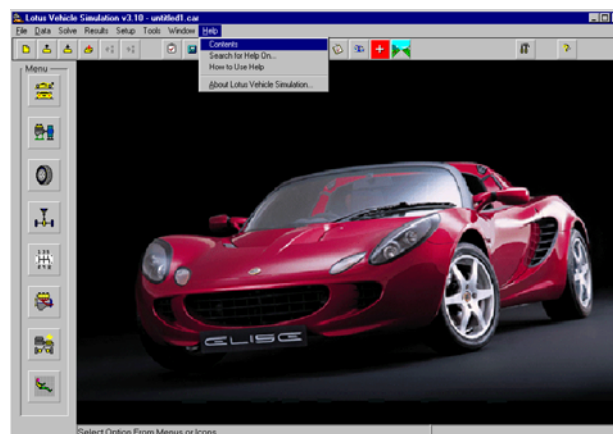 Lotus Vehicle Simulation v3.10 - untitled1.car
File Data Solve Results Setup Tools Window Help
Contents
Search for Help On...
How to Use Help
About Lotus Vehicle Simulation...
Menu
ELISE
Select Option From Menus or Icons